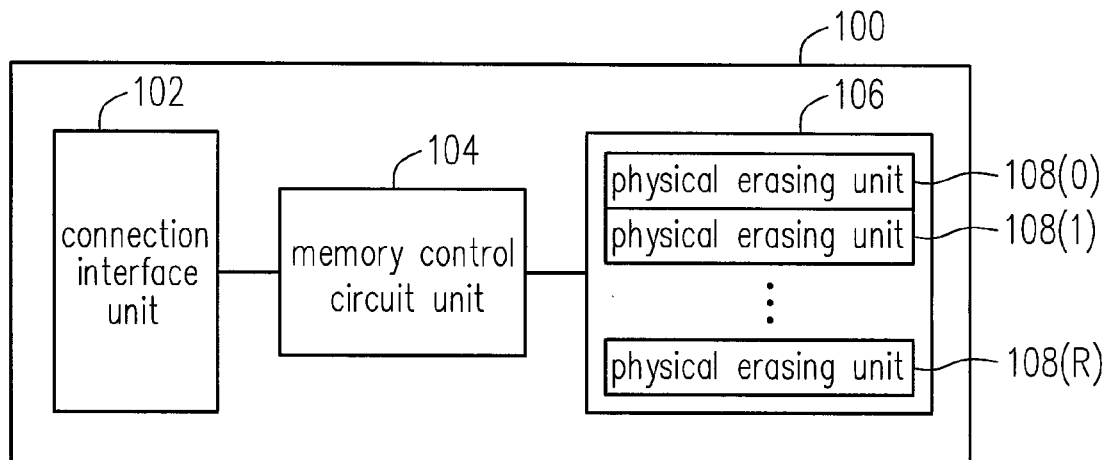 100
102
106
104
physical erasing unit
108(0)
physical erasing unit
108(1)
connection
interface
unit
memory control
circuit unit
physical erasing unit
108(R)